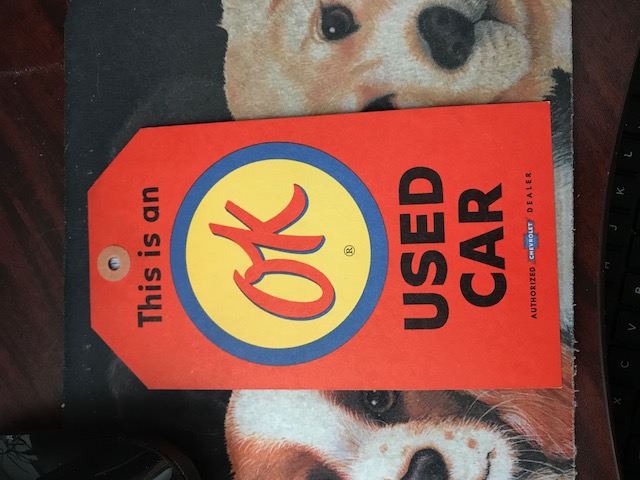 This is an
OK
®
USED
CAR
AUTHORIZED CHEVROLET DEALER
J K L
X C V B